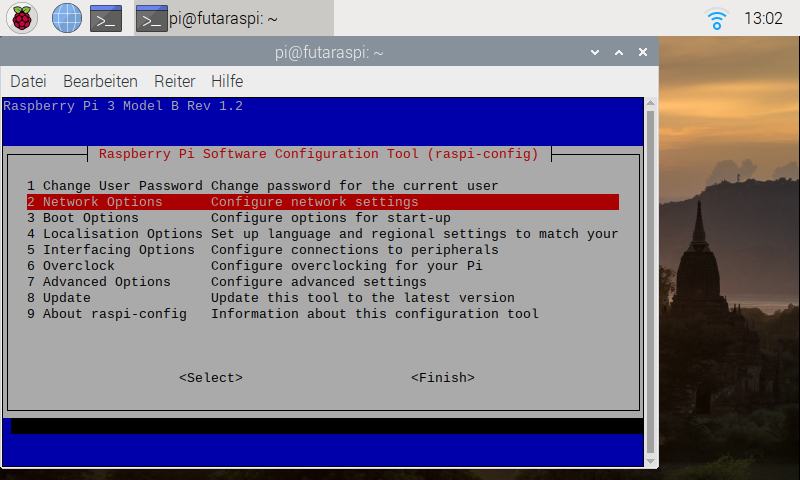 pi@futaraspi: ~
13:02
pi@futaraspi: ~
Datei Bearbeiten Reiter Hilfe
Raspberry Pi 3 Model B Rev 1.2
Raspberry Pi Software Configuration Tool (raspi-config)
1 Change User Password Change password for the current user
2 Network Options Configure network settings
3 Boot Options Configure options for start-up
4 Localisation Options Set up language and regional settings to match your
5 Interfacing Options Configure connections to peripherals
6 Overclock Configure overclocking for your Pi
7 Advanced Options Configure advanced settings
8 Update Update this tool to the latest version
9 About raspi-config Information about this configuration tool
<Select> <Finish>